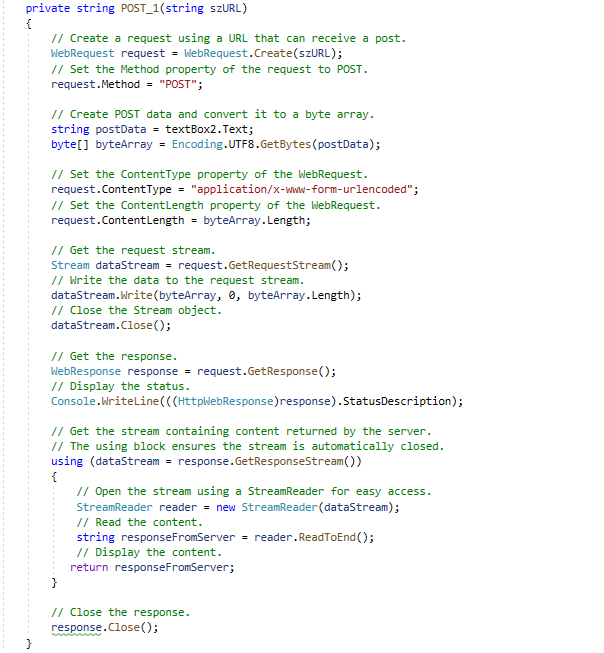 private string POST_1(string szURL)
{
// Create a request using a URL that can receive a post.
WebRequest request = WebRequest.Create(szURL);
// Set the Method property of the request to POST.
request.Method = "POST";
// Create POST data and convert it to a byte array.
string postData = textBox2.Text;
byte[] byteArray = Encoding.UTF8.GetBytes(postData);
// Set the ContentType property of the WebRequest.
request.ContentType = "application/x-www-form-urlencoded";
// Set the ContentLength property of the WebRequest.
request.ContentLength = byteArray.Length;
// Get the request stream.
Stream dataStream = request.GetRequestStream();
// Write the data to the request stream.
dataStream.Write(byteArray, 0, byteArray.Length);
// Close the Stream object.
dataStream.Close();
// Get the response.
WebResponse response = request.GetResponse();
// Display the status.
Console.WriteLine(((HttpWebResponse)response).StatusDescription);
// Get the stream containing content returned by the server.
// The using block ensures the stream is automatically closed.
using (dataStream = response.GetResponseStream())
{
// Open the stream using a StreamReader for easy access.
StreamReader reader = new StreamReader(dataStream);
// Read the content.
string responseFromServer = reader.ReadToEnd();
// Display the content.
return responseFromServer;
}
// Close the response.
response.Close();
}